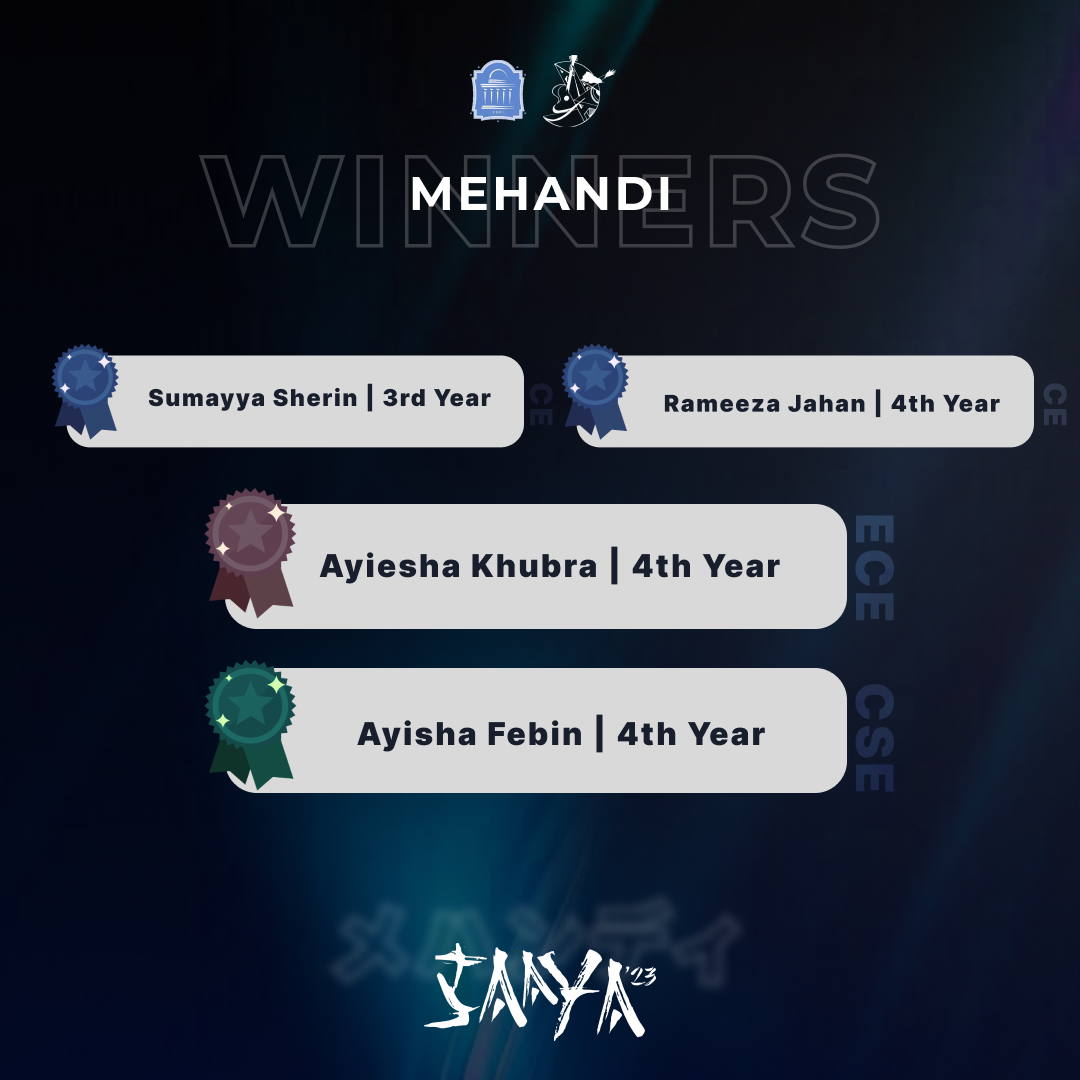 WINNERS
MEHANDI
Sumayya Sherin | 3rd Year
CE
Rameeza Jahan | 4th Year
CE
Ayiesha Khubra | 4th Year
ECE
Ayisha Febin | 4th Year
CSE
メハンディ
SAAYA'23